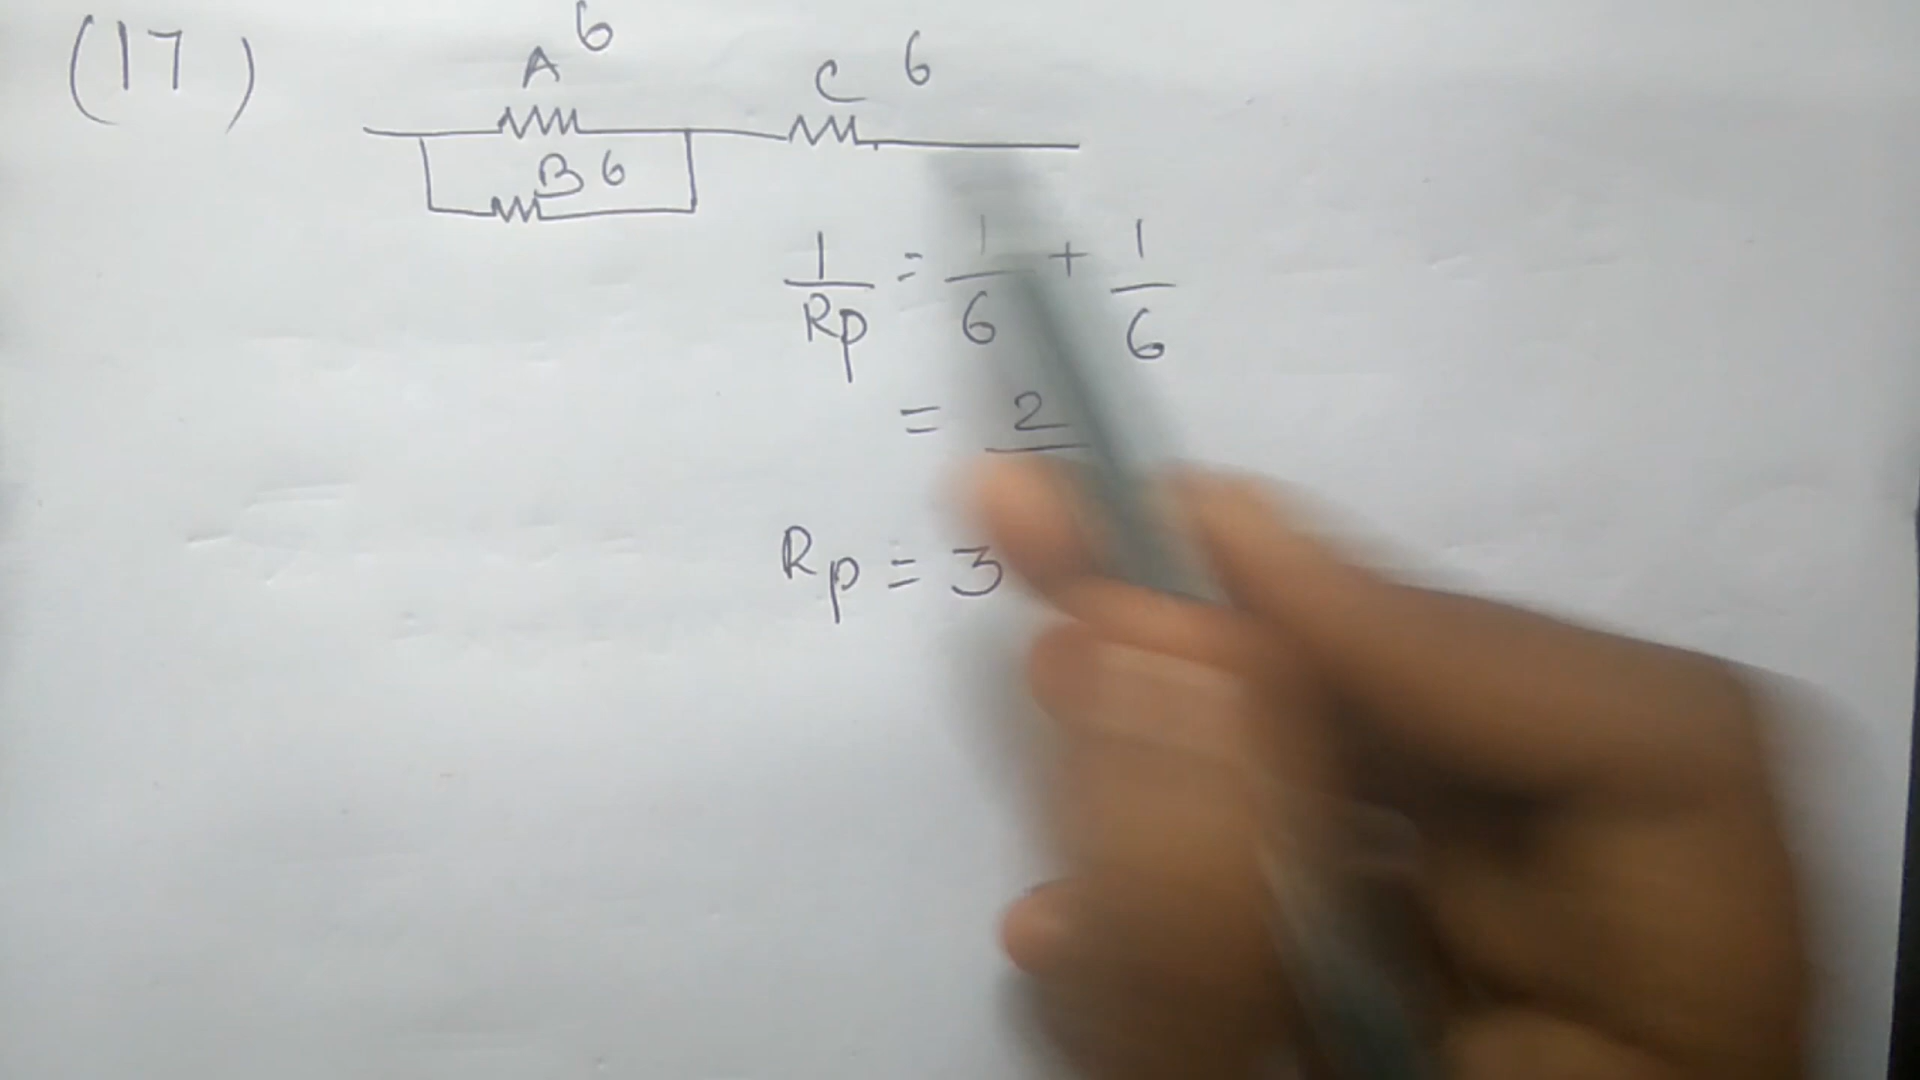 (17)
A 6
C 6
B 6
1/Rp = 1/6 + 1/6
= 2
Rp = 3